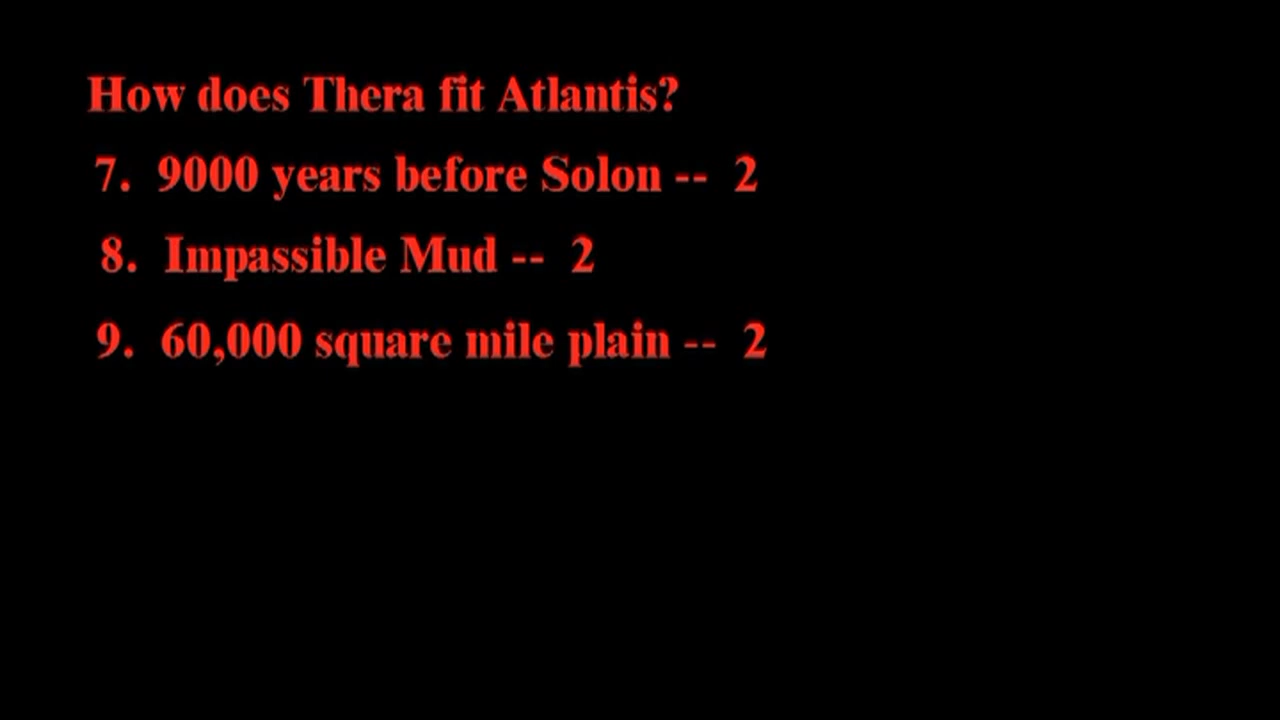 How does Thera fit Atlantis?
7. 9000 years before Solon -- 2
8. Impassible Mud -- 2
9. 60,000 square mile plain -- 2